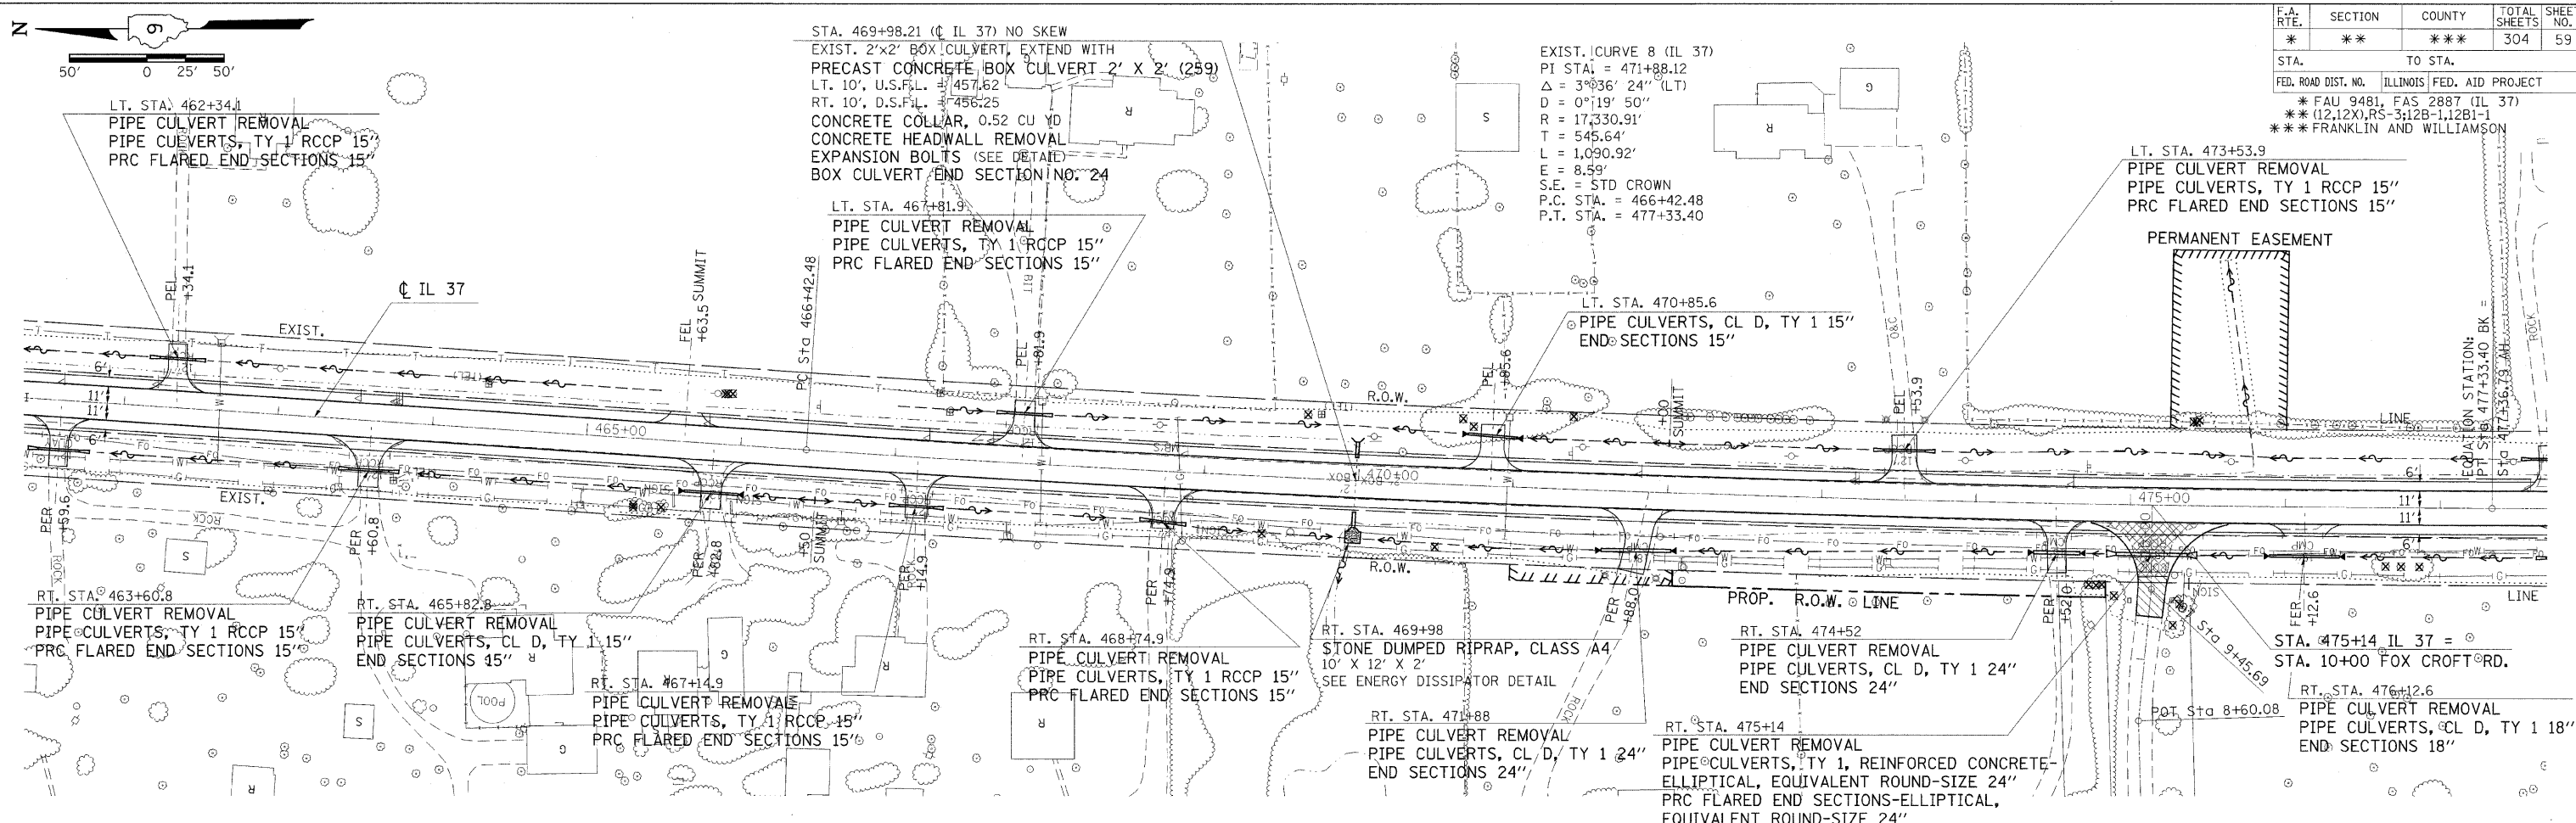 N
9
50' 0 25' 50'
F.A. RTE. SECTION COUNTY TOTAL SHEETS SHEET NO.
* ** *** 304 59
STA. TO STA.
FED. ROAD DIST. NO. ILLINOIS FED. AID PROJECT
* FAU 9481, FAS 2887 (IL 37)
** (12,12X),RS-3;12B-1,12B1-1
*** FRANKLIN AND WILLIAMSON
LT. STA. 462+34.1
PIPE CULVERT REMOVAL
PIPE CULVERTS, TY 1 RCCP 15"
PRC FLARED END SECTIONS 15"
STA. 469+98.21 (℄ IL 37) NO SKEW
EXIST. 2'x2' BOX CULVERT, EXTEND WITH
PRECAST CONCRETE BOX CULVERT 2' X 2' (259)
LT. 10', U.S.F.L. = 457.62
RT. 10', D.S.F.L. = 456.25
CONCRETE COLLAR, 0.52 CU YD
CONCRETE HEADWALL REMOVAL
EXPANSION BOLTS (SEE DETAIL)
BOX CULVERT END SECTION NO. 24
LT. STA. 467+81.9
PIPE CULVERT REMOVAL
PIPE CULVERTS, TY 1 RCCP 15"
PRC FLARED END SECTIONS 15"
EXIST. CURVE 8 (IL 37)
PI STA. = 471+88.12
Δ = 3°36' 24" (LT)
D = 0°19' 50"
R = 17,330.91'
T = 545.64'
L = 1,090.92'
E = 8.59'
S.E. = STD CROWN
P.C. STA. = 466+42.48
P.T. STA. = 477+33.40
LT. STA. 470+85.6
PIPE CULVERTS, CL D, TY 1 15"
END SECTIONS 15"
LT. STA. 473+53.9
PIPE CULVERT REMOVAL
PIPE CULVERTS, TY 1 RCCP 15"
PRC FLARED END SECTIONS 15"
PERMANENT EASEMENT
EQUATION STATION:
PT Sta 477+33.40 BK =
Sta 477+36.79 AH
ROCK
℄ IL 37
PEL +34.1
FEL +63.5 SUMMIT
PC Sta 466+42.48
PEL +81.9
BIT
PEL +85.6
+00 SUMMIT
O&C
PEL +53.9
EXIST.
R.O.W.
LINE
6'
11'
11'
6'
(TEL)
465+00
470+00
475+00
6'
11'
11'
6'
EXIST.
R.O.W.
PROP. R.O.W. LINE
LINE
PER +59.6
ROCK
PER +60.8
PER +82.8
+50 SUMMIT
PER +14.9
PER +74.9
PER +88.0
PER +52.0
FER +12.6
SIGN
CMP
Sta 9+45.69
POT Sta 8+60.08
STA. 475+14 IL 37 =
STA. 10+00 FOX CROFT RD.
RT. STA. 463+60.8
PIPE CULVERT REMOVAL
PIPE CULVERTS, TY 1 RCCP 15"
PRC FLARED END SECTIONS 15"
RT. STA. 465+82.8
PIPE CULVERT REMOVAL
PIPE CULVERTS, CL D, TY 1 15"
END SECTIONS 15"
RT. STA. 467+14.9
PIPE CULVERT REMOVAL
PIPE CULVERTS, TY 1 RCCP 15"
PRC FLARED END SECTIONS 15"
RT. STA. 468+74.9
PIPE CULVERT REMOVAL
PIPE CULVERTS, TY 1 RCCP 15"
PRC FLARED END SECTIONS 15"
RT. STA. 469+98
STONE DUMPED RIPRAP, CLASS A4
10' X 12' X 2'
SEE ENERGY DISSIPATOR DETAIL
RT. STA. 471+88
PIPE CULVERT REMOVAL
PIPE CULVERTS, CL D, TY 1 24"
END SECTIONS 24"
RT. STA. 474+52
PIPE CULVERT REMOVAL
PIPE CULVERTS, CL D, TY 1 24"
END SECTIONS 24"
RT. STA. 475+14
PIPE CULVERT REMOVAL
PIPE CULVERTS, TY 1, REINFORCED CONCRETE-
ELLIPTICAL, EQUIVALENT ROUND-SIZE 24"
PRC FLARED END SECTIONS-ELLIPTICAL,
EQUIVALENT ROUND-SIZE 24"
RT. STA. 476+12.6
PIPE CULVERT REMOVAL
PIPE CULVERTS, CL D, TY 1 18"
END SECTIONS 18"
POOL
ROCK
S
R
G